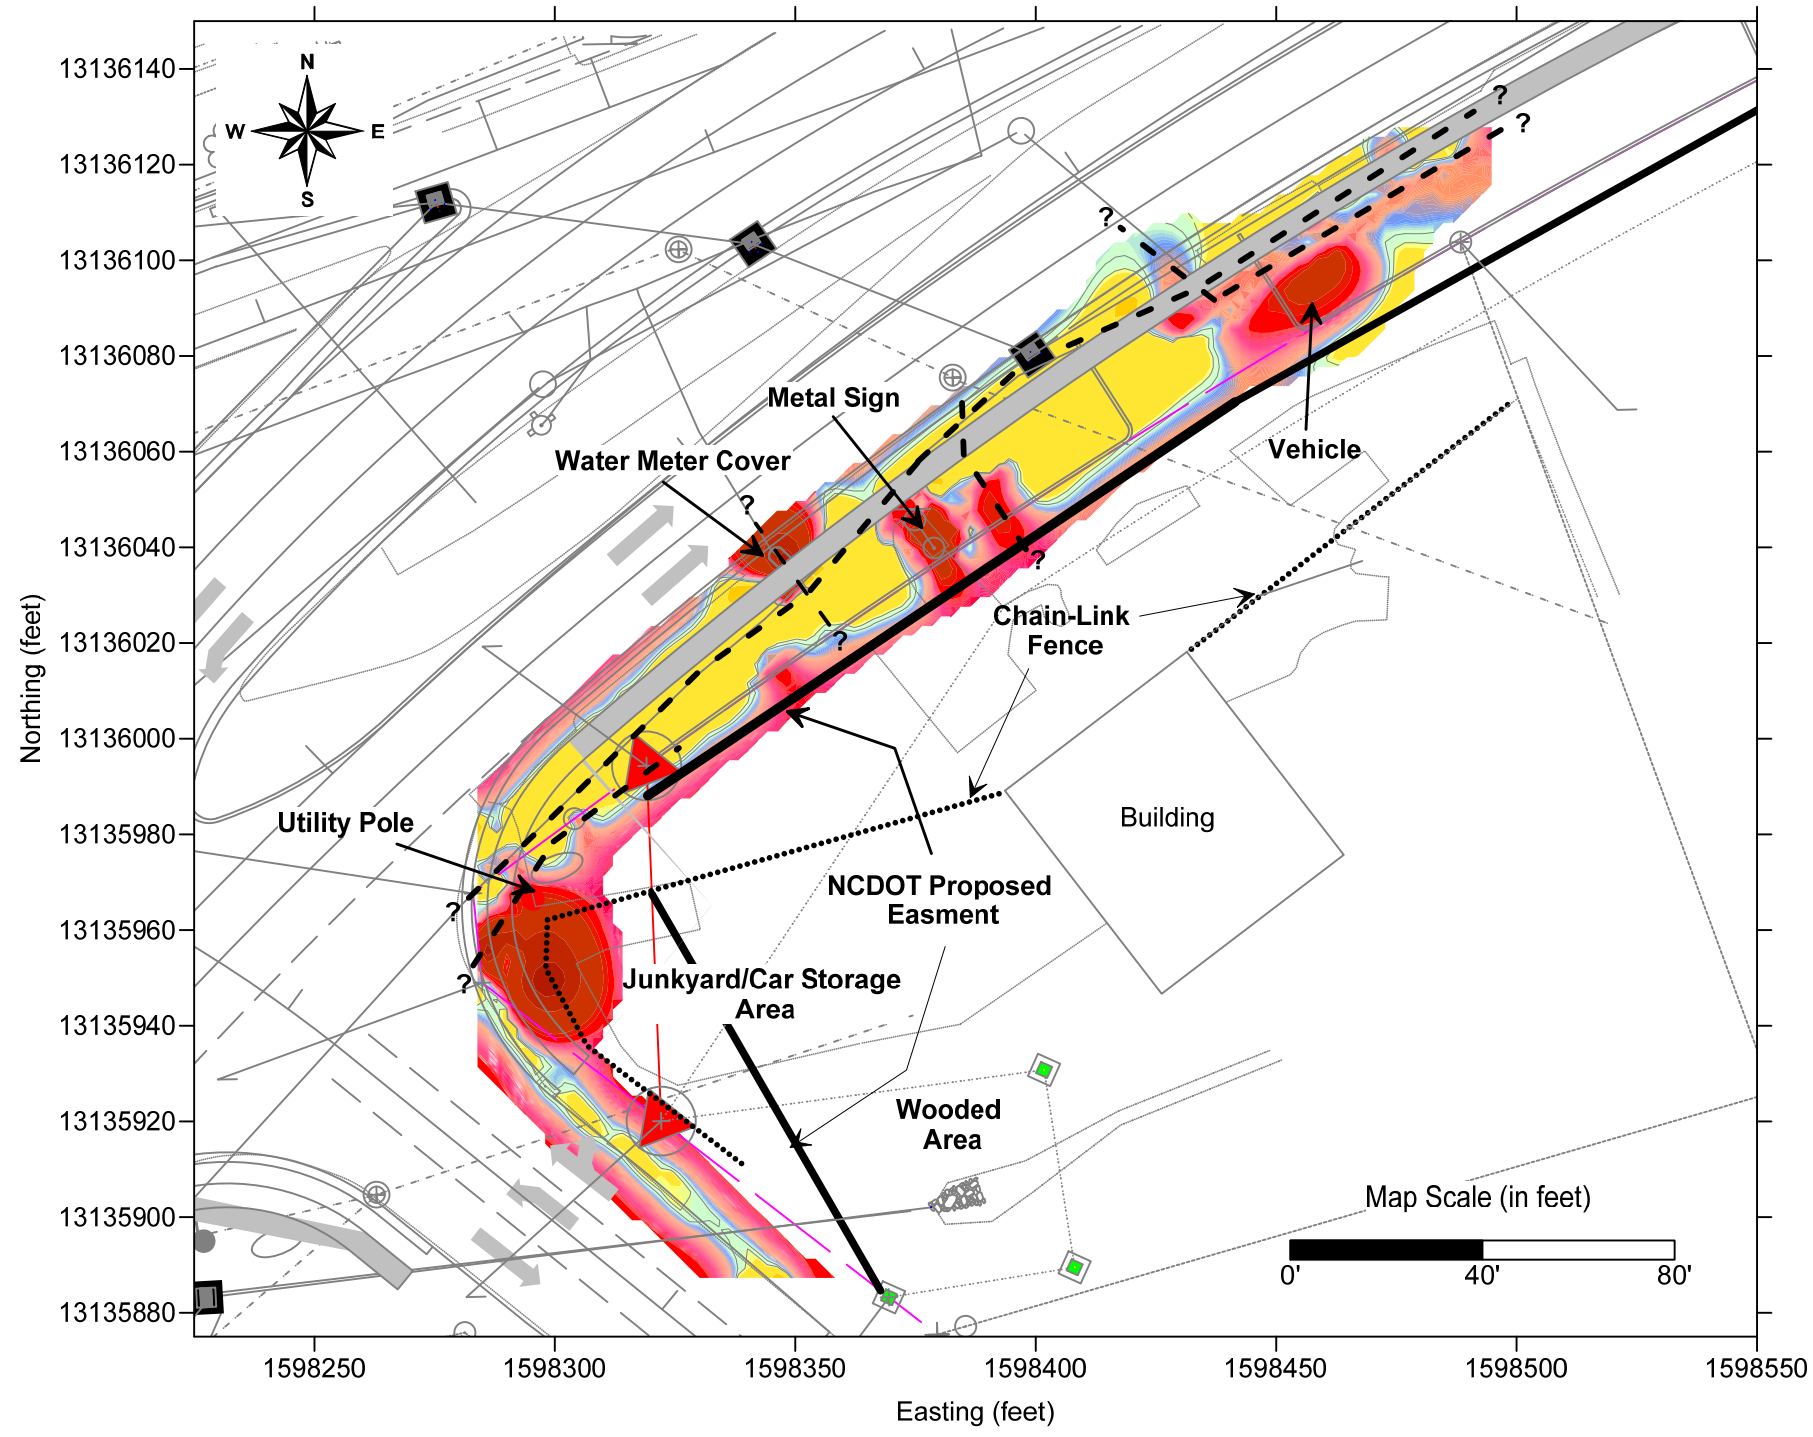 N
W E
S
13136140
13136120
13136100
13136080
13136060
13136040
13136020
13136000
13135980
13135960
13135940
13135920
13135900
13135880
Northing (feet)
?
?
?
Metal Sign
Water Meter Cover
Vehicle
?
?
Chain-Link
Fence
?
Utility Pole
Building
NCDOT Proposed
Easment
?
?
Junkyard/Car Storage
Area
Wooded
Area
Map Scale (in feet)
0' 40' 80'
1598250 1598300 1598350 1598400 1598450 1598500 1598550
Easting (feet)